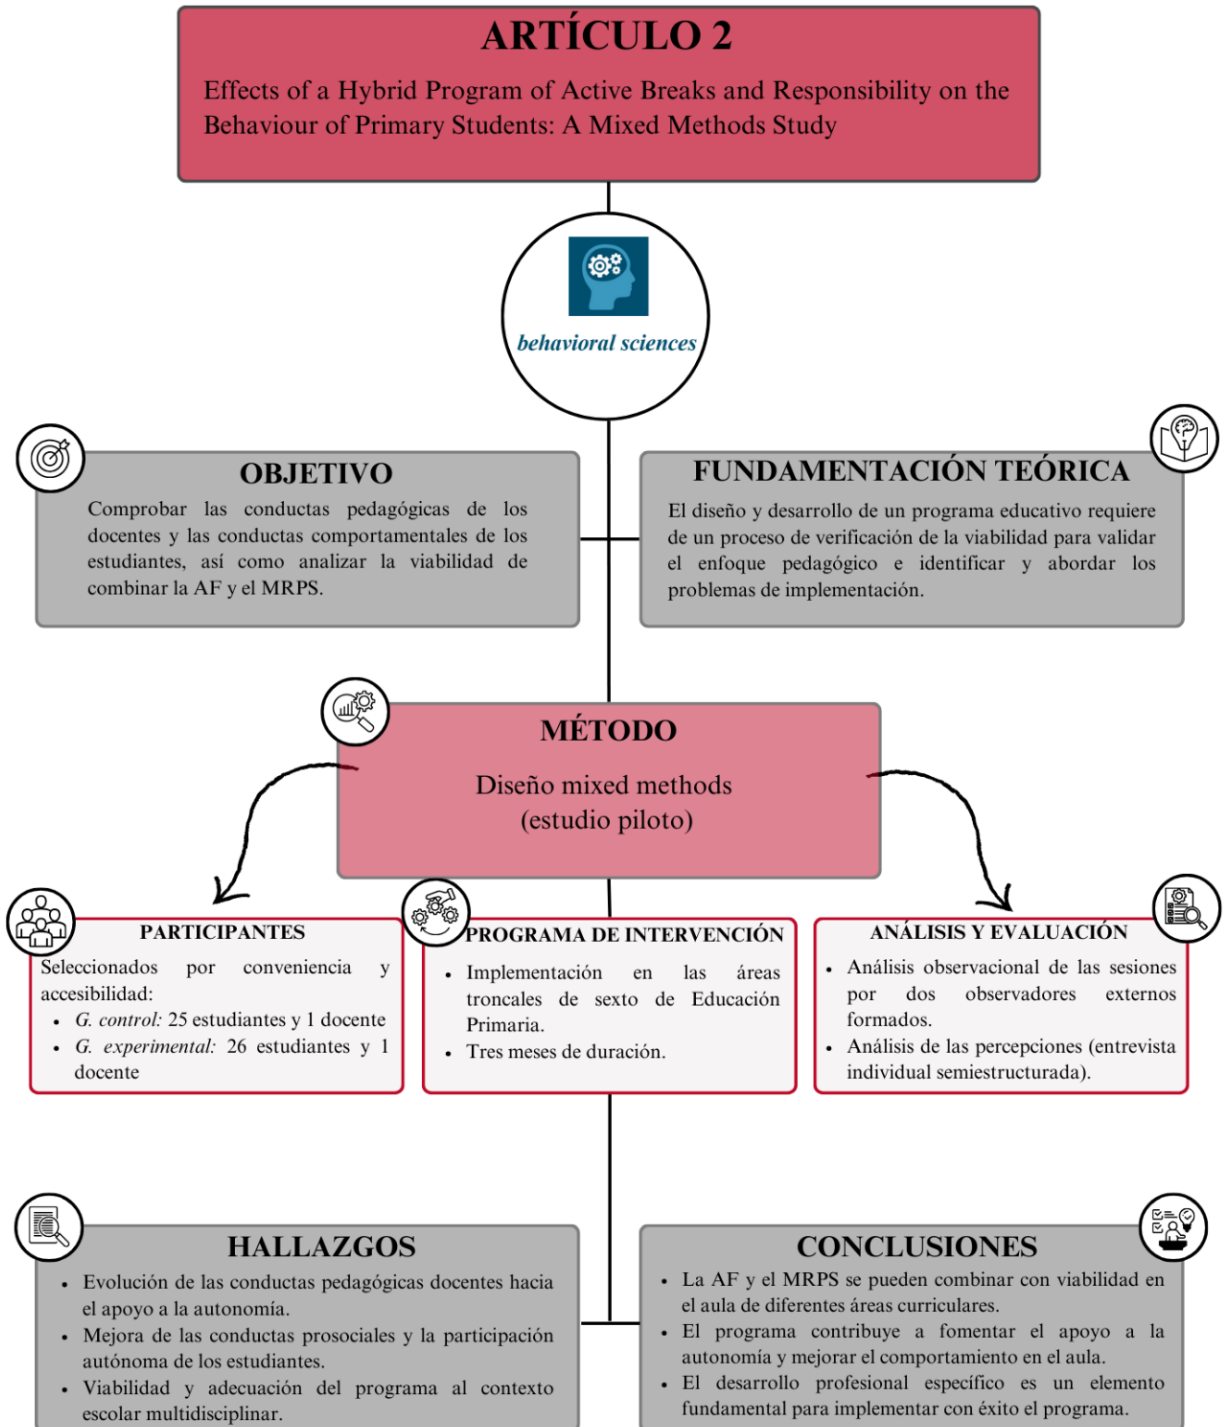 ARTÍCULO 2
Effects of a Hybrid Program of Active Breaks and Responsibility on the
Behaviour of Primary Students: A Mixed Methods Study
behavioral sciences
OBJETIVO
Comprobar las conductas pedagógicas de los
docentes y las conductas comportamentales de los
estudiantes, así como analizar la viabilidad de
combinar la AF y el MRPS.
FUNDAMENTACIÓN TEÓRICA
El diseño y desarrollo de un programa educativo requiere
de un proceso de verificación de la viabilidad para validar
el enfoque pedagógico e identificar y abordar los
problemas de implementación.
MÉTODO
Diseño mixed methods
(estudio piloto)
PARTICIPANTES
Seleccionados por conveniencia y
accesibilidad:
• G. control: 25 estudiantes y 1 docente
• G. experimental: 26 estudiantes y 1
docente
PROGRAMA DE INTERVENCIÓN
• Implementación en las áreas
troncales de sexto de Educación
Primaria.
• Tres meses de duración.
ANÁLISIS Y EVALUACIÓN
• Análisis observacional de las sesiones
por dos observadores externos
formados.
• Análisis de las percepciones (entrevista
individual semiestructurada).
HALLAZGOS
• Evolución de las conductas pedagógicas docentes hacia
el apoyo a la autonomía.
• Mejora de las conductas prosociales y la participación
autónoma de los estudiantes.
• Viabilidad y adecuación del programa al contexto
escolar multidisciplinar.
CONCLUSIONES
• La AF y el MRPS se pueden combinar con viabilidad en
el aula de diferentes áreas curriculares.
• El programa contribuye a fomentar el apoyo a la
autonomía y mejorar el comportamiento en el aula.
• El desarrollo profesional específico es un elemento
fundamental para implementar con éxito el programa.